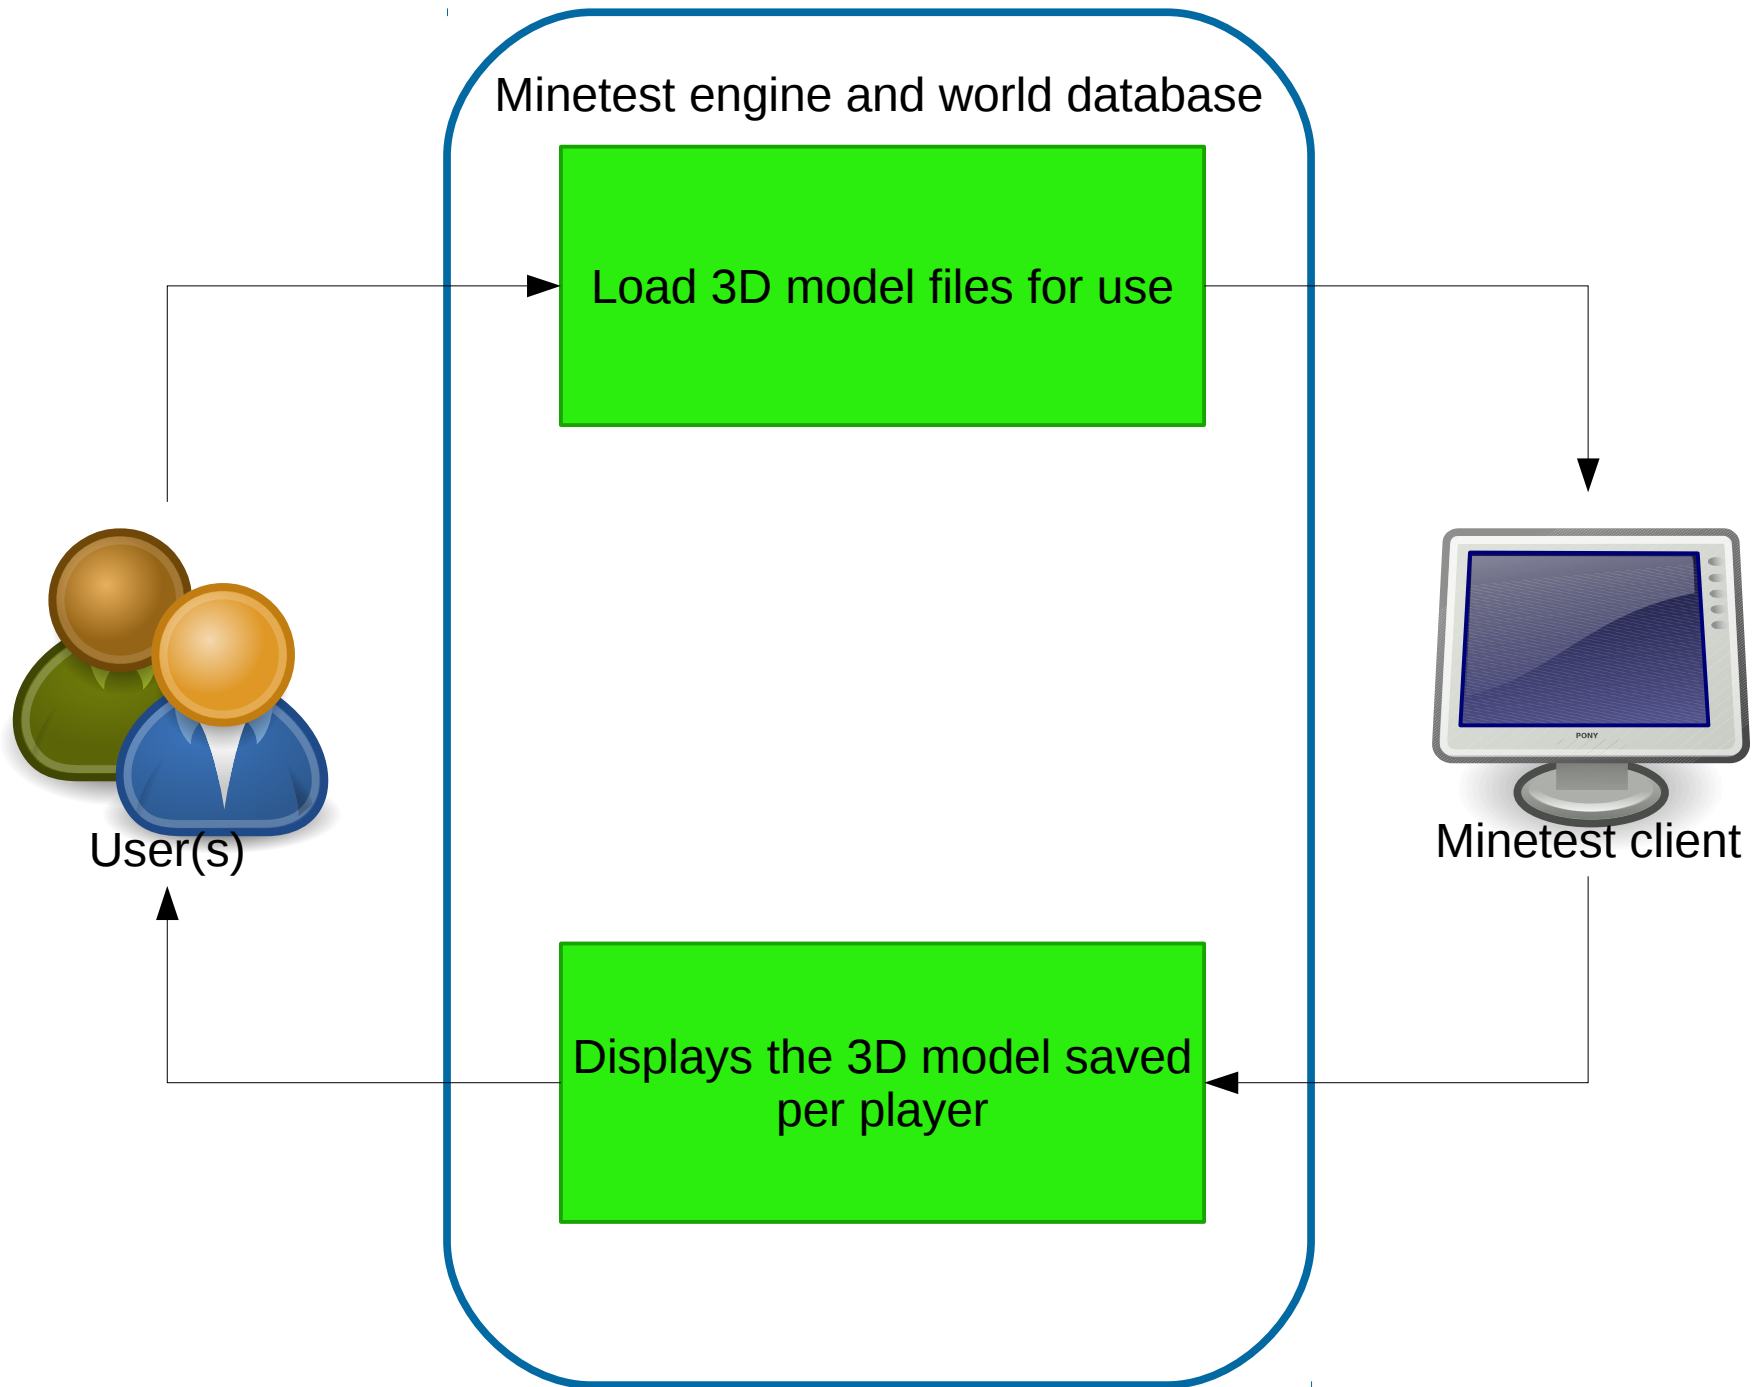 Minetest engine and world database
Load 3D model files for use
PONY
User(s)
Minetest client
Displays the 3D model saved
per player